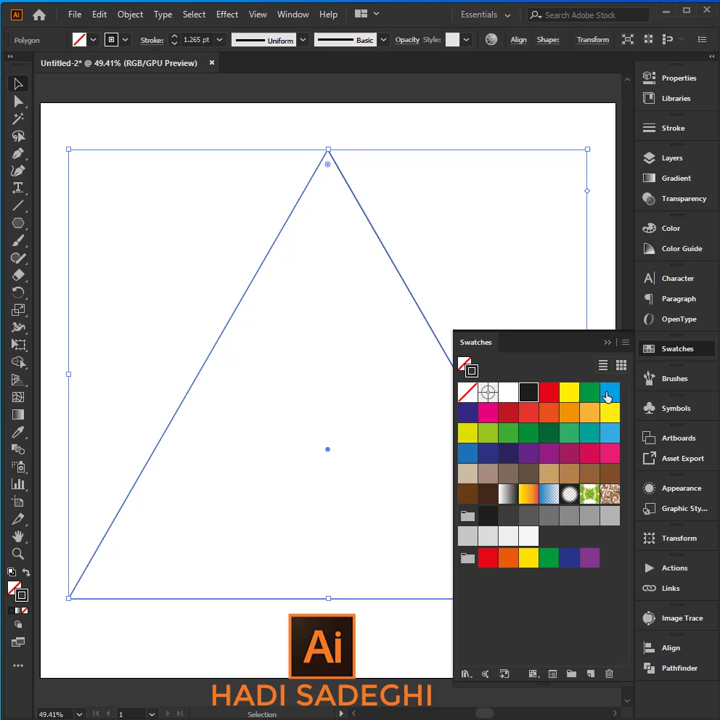 Ai
File Edit Object Type Select Effect View Window Help
Essentials
Search Adobe Stock
Polygon
Stroke:
1.265 pt
Uniform
Basic
Opacity
Style:
Align
Shape:
Transform
Untitled-2* @ 49.41% (RGB/GPU Preview) ×
Properties
Libraries
Stroke
Layers
Gradient
Transparency
Color
Color Guide
Character
Paragraph
OpenType
Swatches
Swatches
Brushes
Symbols
Artboards
Asset Export
Appearance
Graphic Sty...
Transform
Actions
Links
Image Trace
Align
Pathfinder
Ai
HADI SADEGHI
49.41%
1
Selection